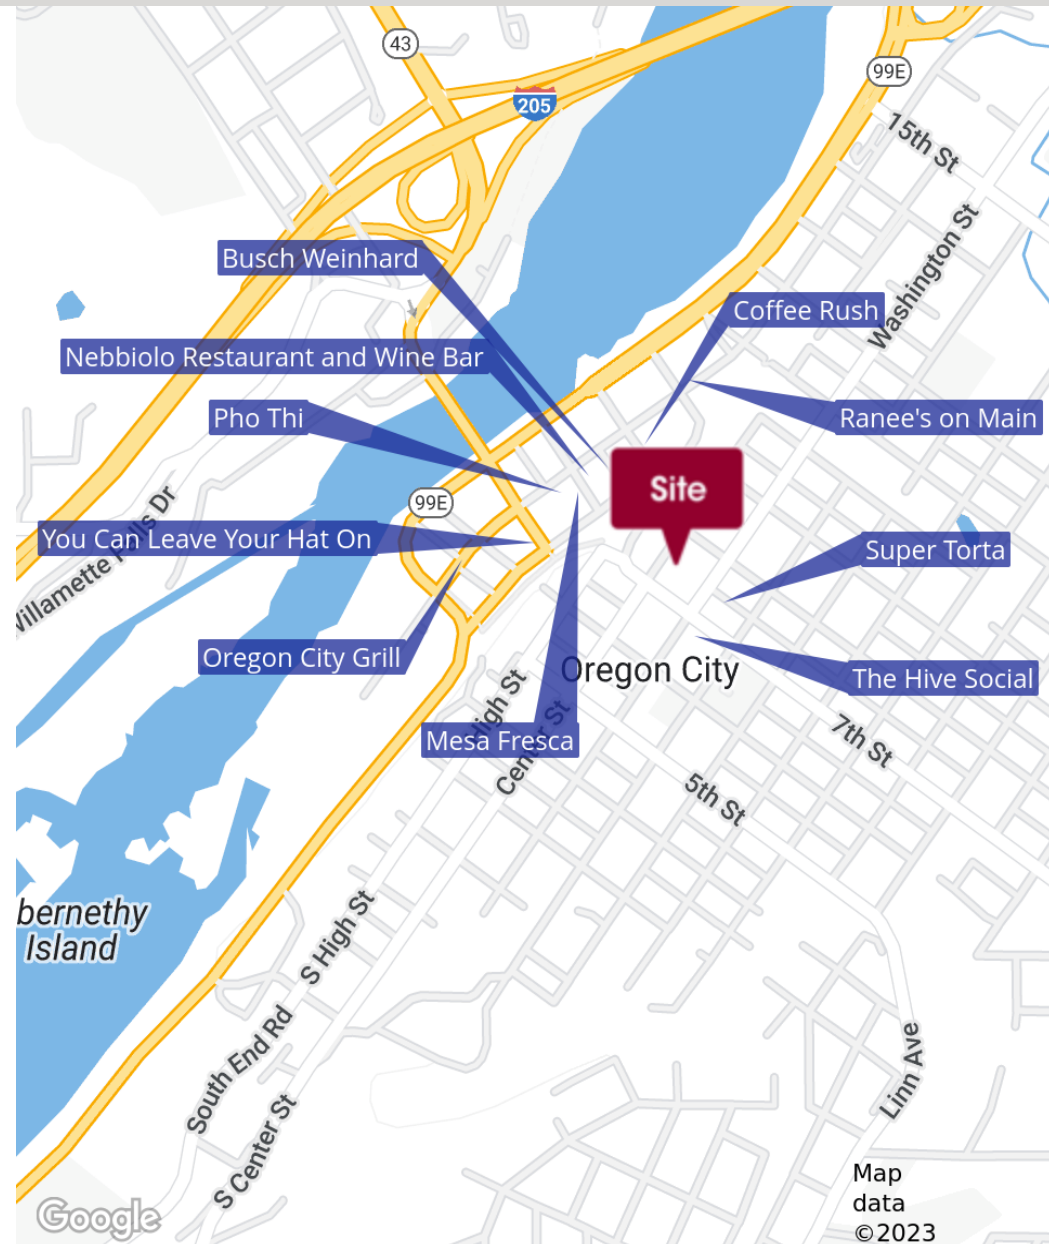 43
99E
205
15th St
Washington St
Busch Weinhard
Coffee Rush
Nebbiolo Restaurant and Wine Bar
Pho Thi
Ranee's on Main
Site
99E
Willamette Falls Dr
You Can Leave Your Hat On
Super Torta
Oregon City Grill
Oregon City
The Hive Social
High St
Mesa Fresca
Center St
7th St
5th St
bernethy
Island
S High St
South End Rd
Linn Ave
S Center St
Map
data
©2023
Google